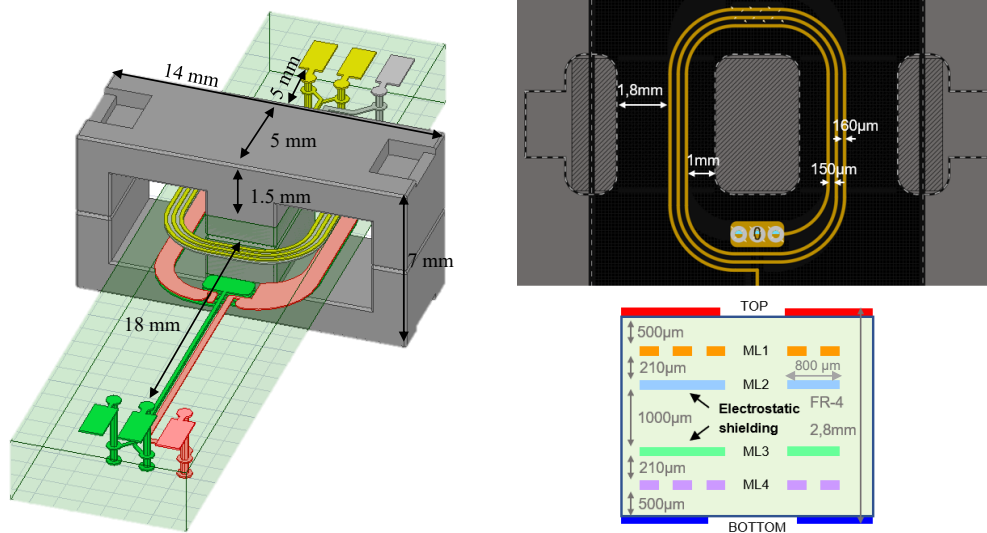 14 mm
5 mm
5 mm
1.5 mm
7 mm
18 mm
1,8mm
160µm
1mm
150µm
0
TOP
500µm
ML1
210µm
800 µm
ML2
FR-4
Electrostatic
1000µm
shielding
2,8mm
ML3
210µm
ML4
500µm
BOTTOM